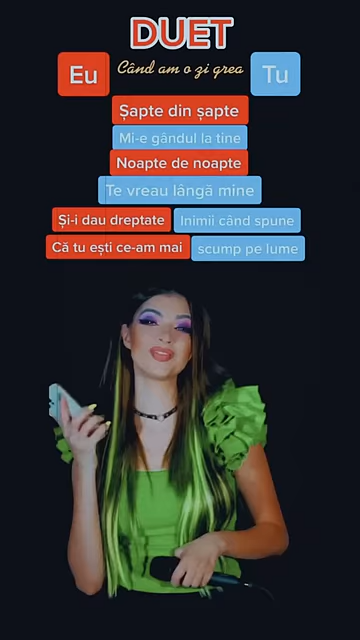 DUET
Eu Când am o zi grea Tu
Șapte din șapte
Mi-e gândul la tine
Noapte de noapte
Te vreau lângă mine
Și-i dau dreptate Inimii când spune
Că tu ești ce-am mai scump pe lume